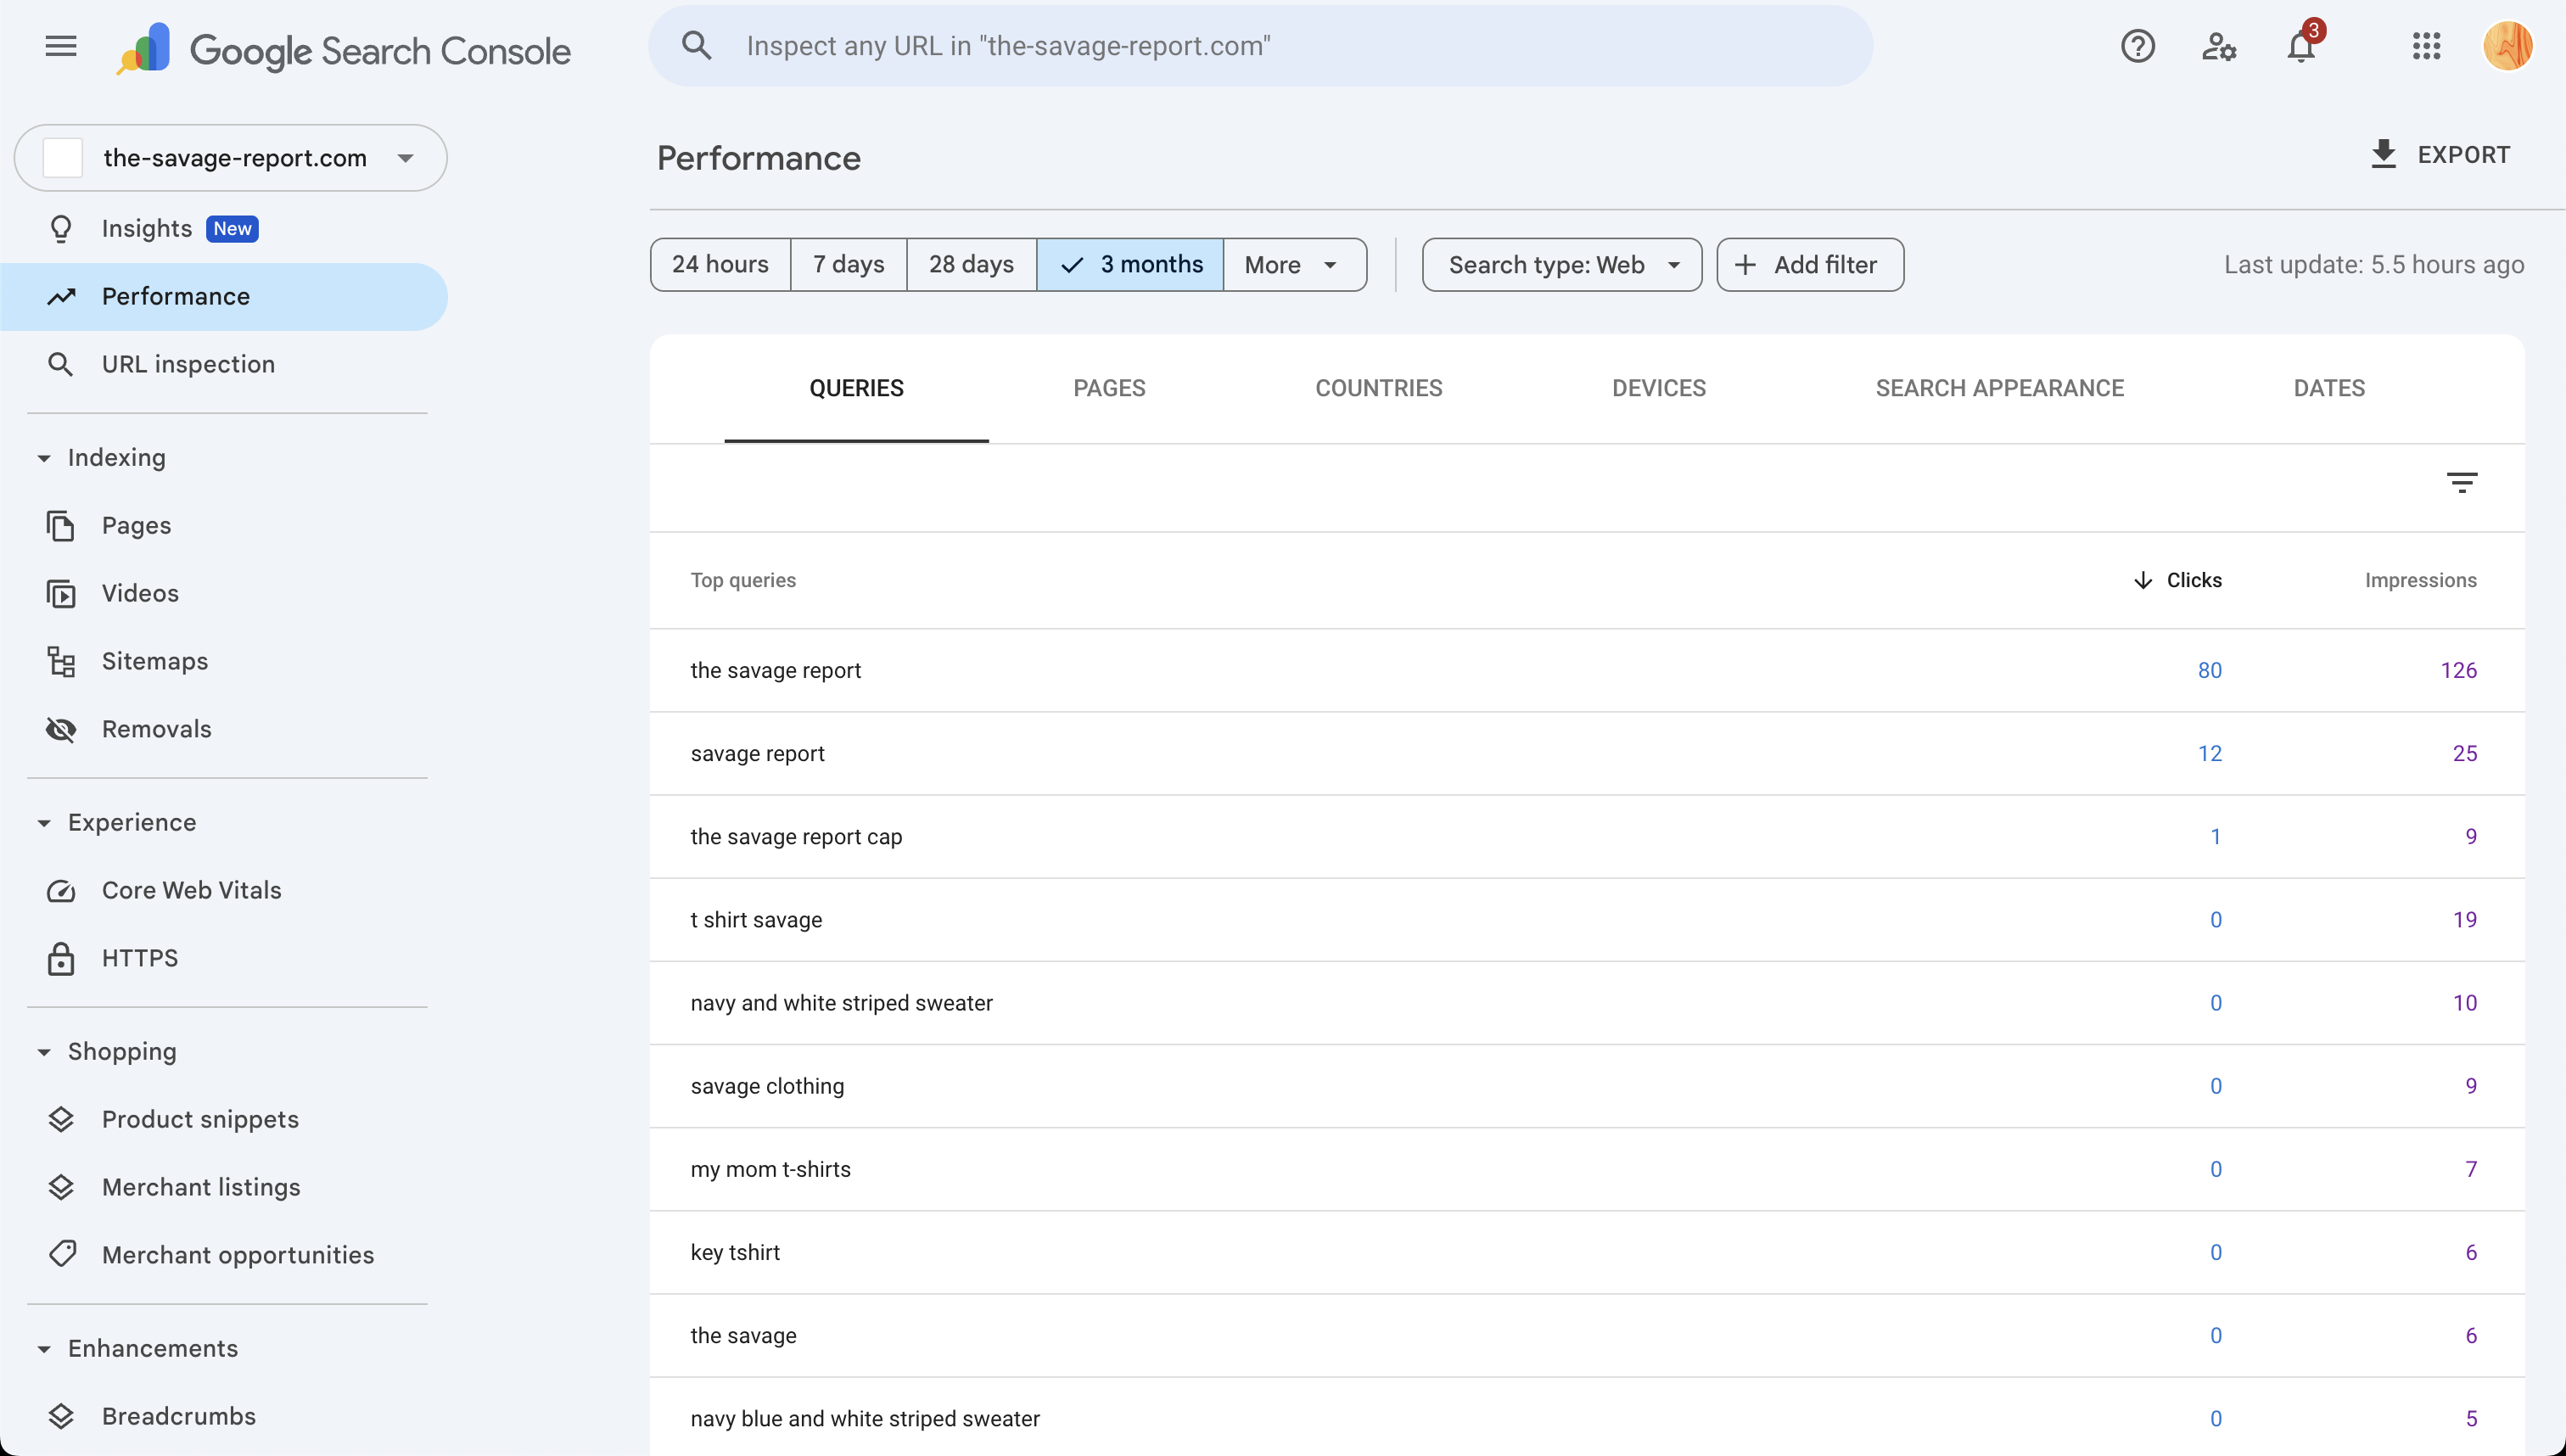 Google Search Console
Inspect any URL in "the-savage-report.com"
3
the-savage-report.com
Insights New
Performance
URL inspection
Indexing
Pages
Videos
Sitemaps
Removals
Experience
Core Web Vitals
HTTPS
Shopping
Product snippets
Merchant listings
Merchant opportunities
Enhancements
Breadcrumbs
Performance
EXPORT
24 hours 7 days 28 days 3 months More Search type: Web Add filter Last update: 5.5 hours ago
QUERIES PAGES COUNTRIES DEVICES SEARCH APPEARANCE DATES
Top queries Clicks Impressions
the savage report 80 126
savage report 12 25
the savage report cap 1 9
t shirt savage 0 19
navy and white striped sweater 0 10
savage clothing 0 9
my mom t-shirts 0 7
key tshirt 0 6
the savage 0 6
navy blue and white striped sweater 0 5